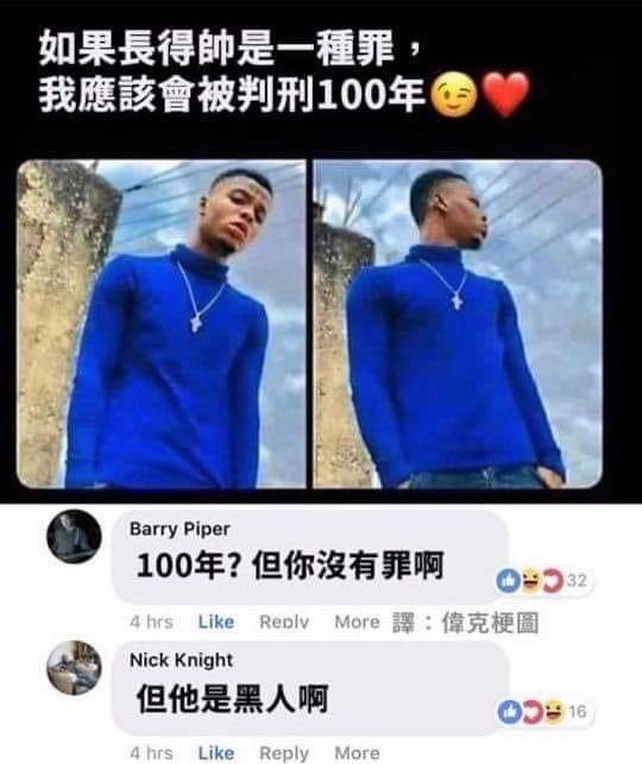 如果長得帥是一種罪，
我應該會被判刑100年😉❤️
Barry Piper
100年? 但你沒有罪啊
32
4 hrs Like Reply More 譯：偉克梗圖
Nick Knight
但他是黑人啊
16
4 hrs Like Reply More